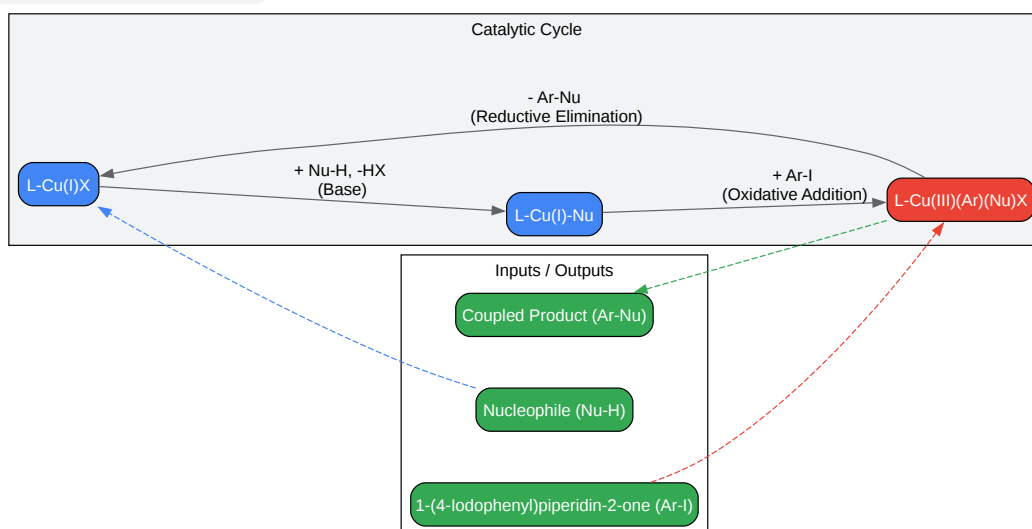 Catalytic Cycle
- Ar-Nu
(Reductive Elimination)
L-Cu(I)X
+ Nu-H, -HX
(Base)
L-Cu(I)-Nu
+ Ar-I
(Oxidative Addition)
L-Cu(III)(Ar)(Nu)X
Inputs / Outputs
Coupled Product (Ar-Nu)
Nucleophile (Nu-H)
1-(4-Iodophenyl)piperidin-2-one (Ar-I)